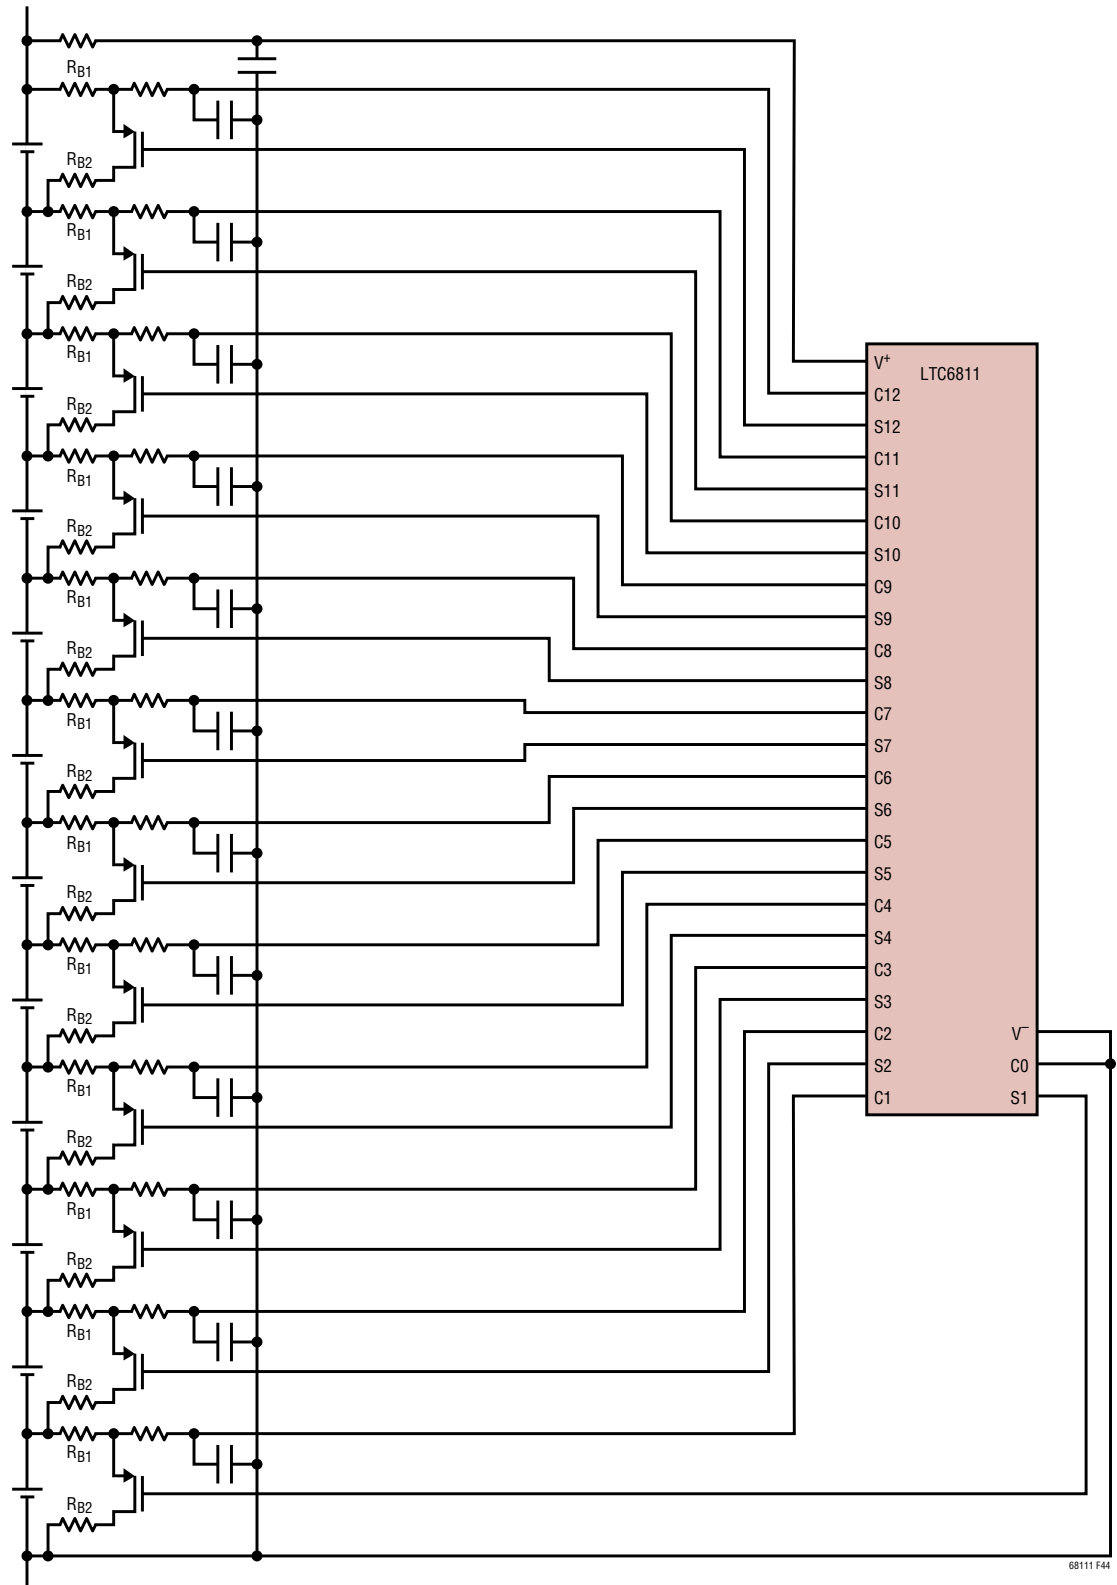 RB1
RB2
RB1
RB2
RB1
RB2
RB1
RB2
RB1
RB2
RB1
RB2
RB1
RB2
RB1
RB2
RB1
RB2
RB1
RB2
RB1
RB2
RB1
RB2
LTC6811
V+
C12
S12
C11
S11
C10
S10
C9
S9
C8
S8
C7
S7
C6
S6
C5
S5
C4
S4
C3
S3
C2
S2
C1
V–
C0
S1
68111 F44